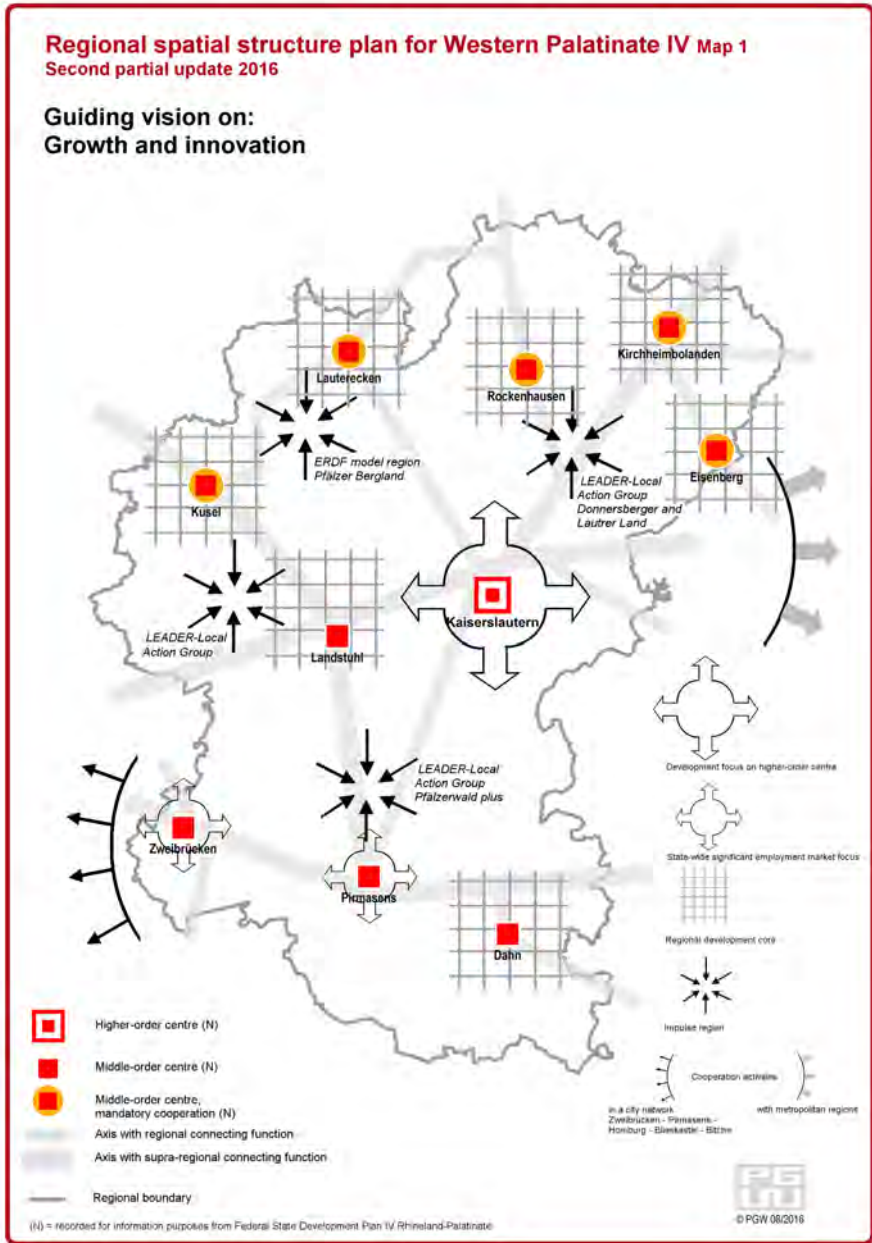 Regional spatial structure plan for Western Palatinate IV Map 1
Second partial update 2016
Guiding vision on:
Growth and innovation
Kirchheimbolanden
Lauterecken
Rockenhausen
ERDF model region
Pfälzer Bergland
LEADER-Local
Action Group
Donnersberger and
Lautrer Land
Eisenberg
Kusel
Kaiserslautern
LEADER-Local
Action Group
Landstuhl
LEADER-Local
Action Group
Pfälzerwald plus
Zweibrücken
Pirmasens
Dahn
Development focus on higher-order centre
State-wide significant employment market focus
Regional development core
Impulse region
Cooperation activities
in a city network
Zweibrücken - Pirmasens -
Homburg - Blieskastel - Bitche
with metropolitan regions
Higher-order centre (N)
Middle-order centre (N)
Middle-order centre,
mandatory cooperation (N)
Axis with regional connecting function
Axis with supra-regional connecting function
Regional boundary
(N) = recorded for information purposes from Federal State Development Plan IV Rhineland-Palatinate
PGW
© PGW 08/2016